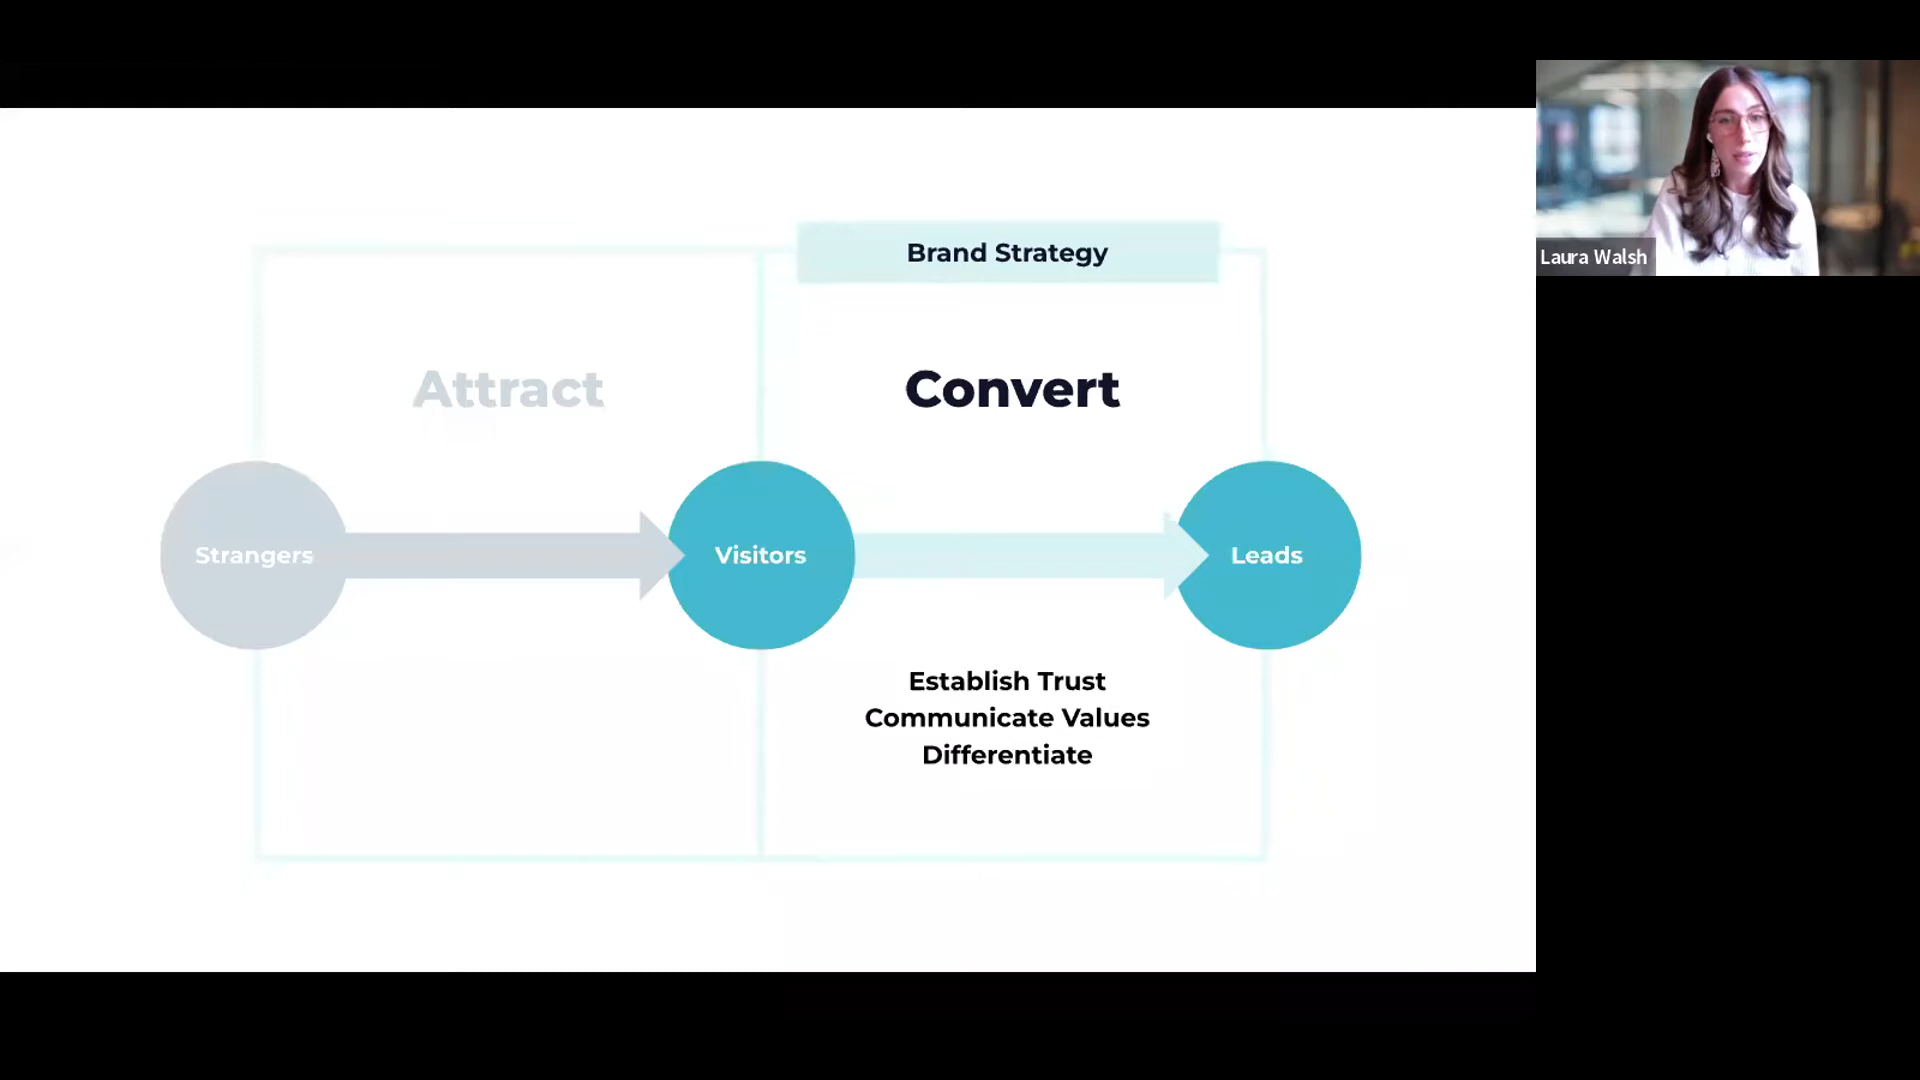 Brand Strategy
Attract
Convert
Strangers
Visitors
Leads
Establish Trust
Communicate Values
Differentiate
Laura Walsh